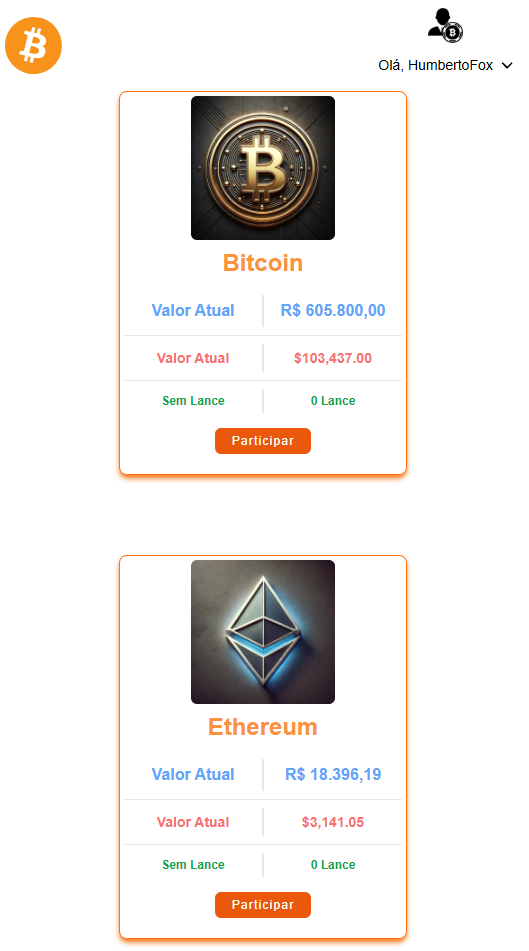 Olá, HumbertoFox
Bitcoin
Valor Atual R$ 605.800,00
Valor Atual $103,437.00
Sem Lance 0 Lance
Participar
Ethereum
Valor Atual R$ 18.396,19
Valor Atual $3,141.05
Sem Lance 0 Lance
Participar